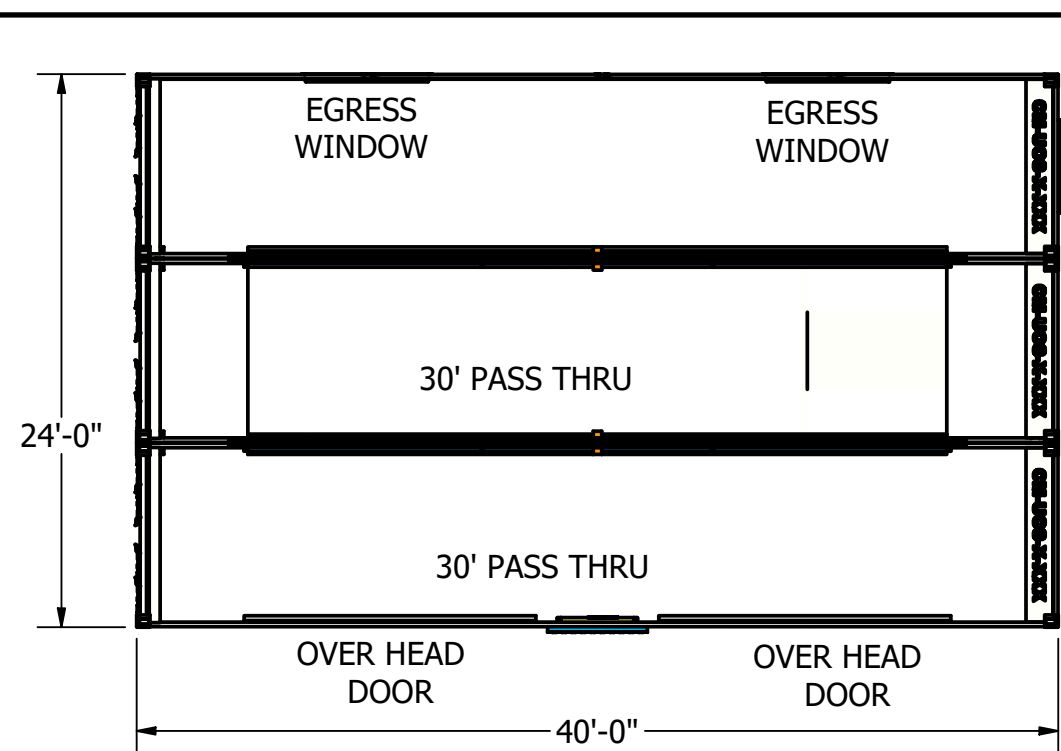 EGRESS
WINDOW
EGRESS
WINDOW
30' PASS THRU
24'-0"
30' PASS THRU
OVER HEAD
DOOR
OVER HEAD
DOOR
40'-0"